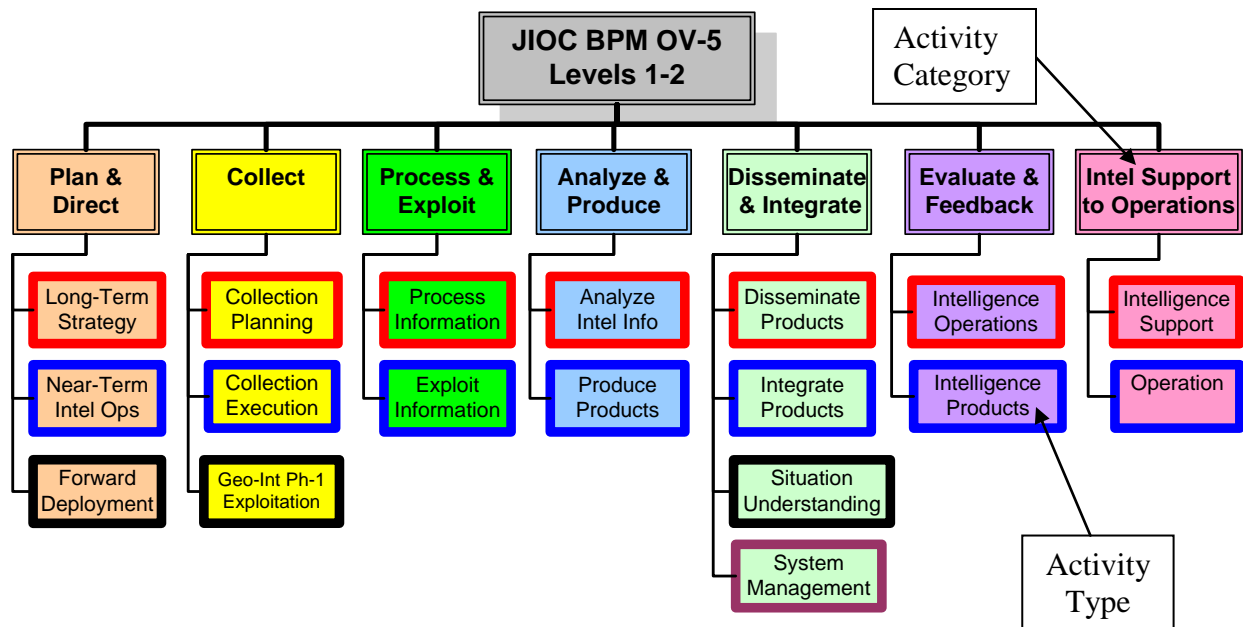 JIOC BPM OV-5
Levels 1-2
Activity
Category
Plan &
Direct
Collect
Process &
Exploit
Analyze &
Produce
Disseminate
& Integrate
Evaluate &
Feedback
Intel Support
to Operations
Long-Term
Strategy
Near-Term
Intel Ops
Forward
Deployment
Collection
Planning
Collection
Execution
Geo-Int Ph-1
Exploitation
Process
Information
Exploit
Information
Analyze
Intel Info
Produce
Products
Disseminate
Products
Integrate
Products
Situation
Understanding
System
Management
Intelligence
Operations
Intelligence
Products
Intelligence
Support
Operation
Activity
Type